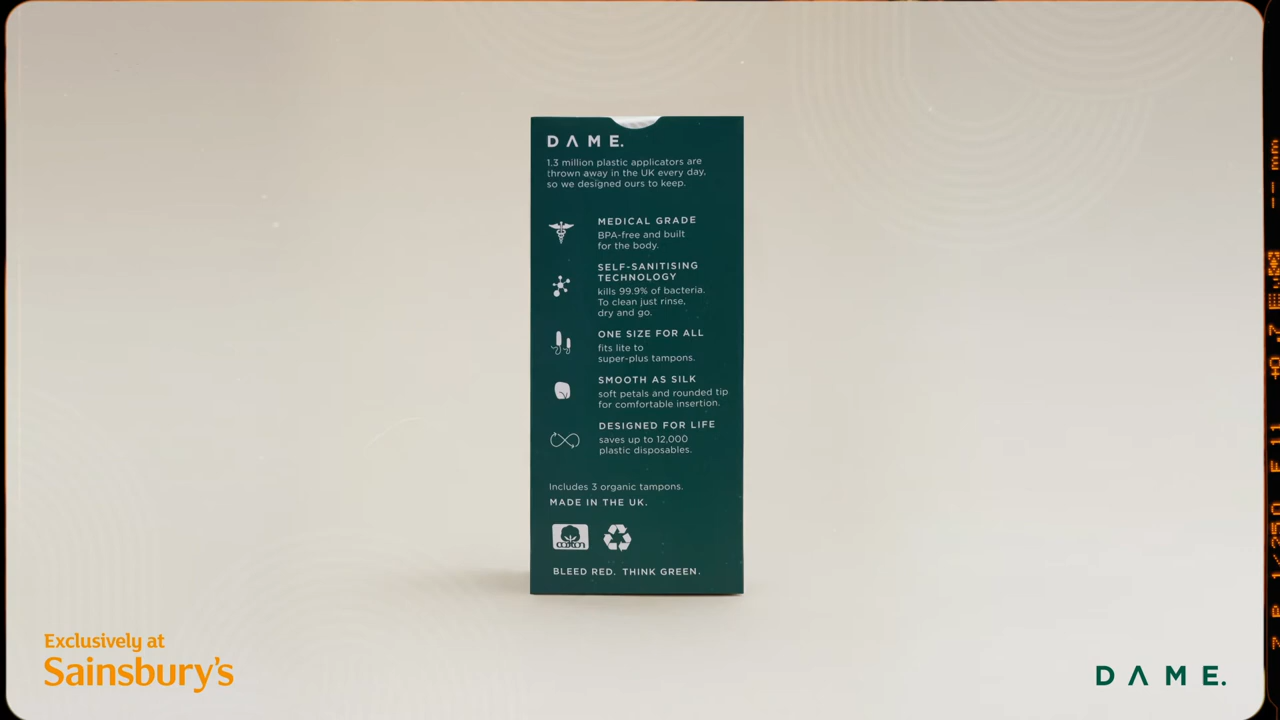 DAME.
1.3 million plastic applicators are
thrown away in the UK every day,
so we designed ours to keep.
MEDICAL GRADE
BPA-free and built
for the body.
SELF-SANITISING
TECHNOLOGY
kills 99.9% of bacteria.
To clean just rinse,
dry and go.
ONE SIZE FOR ALL
fits lite to
super-plus tampons.
SMOOTH AS SILK
soft petals and rounded tip
for comfortable insertion.
DESIGNED FOR LIFE
saves up to 12,000
plastic disposables.
Includes 3 organic tampons.
MADE IN THE UK.
COTTON
BLEED RED. THINK GREEN.
Exclusively at
Sainsbury's
DAME.